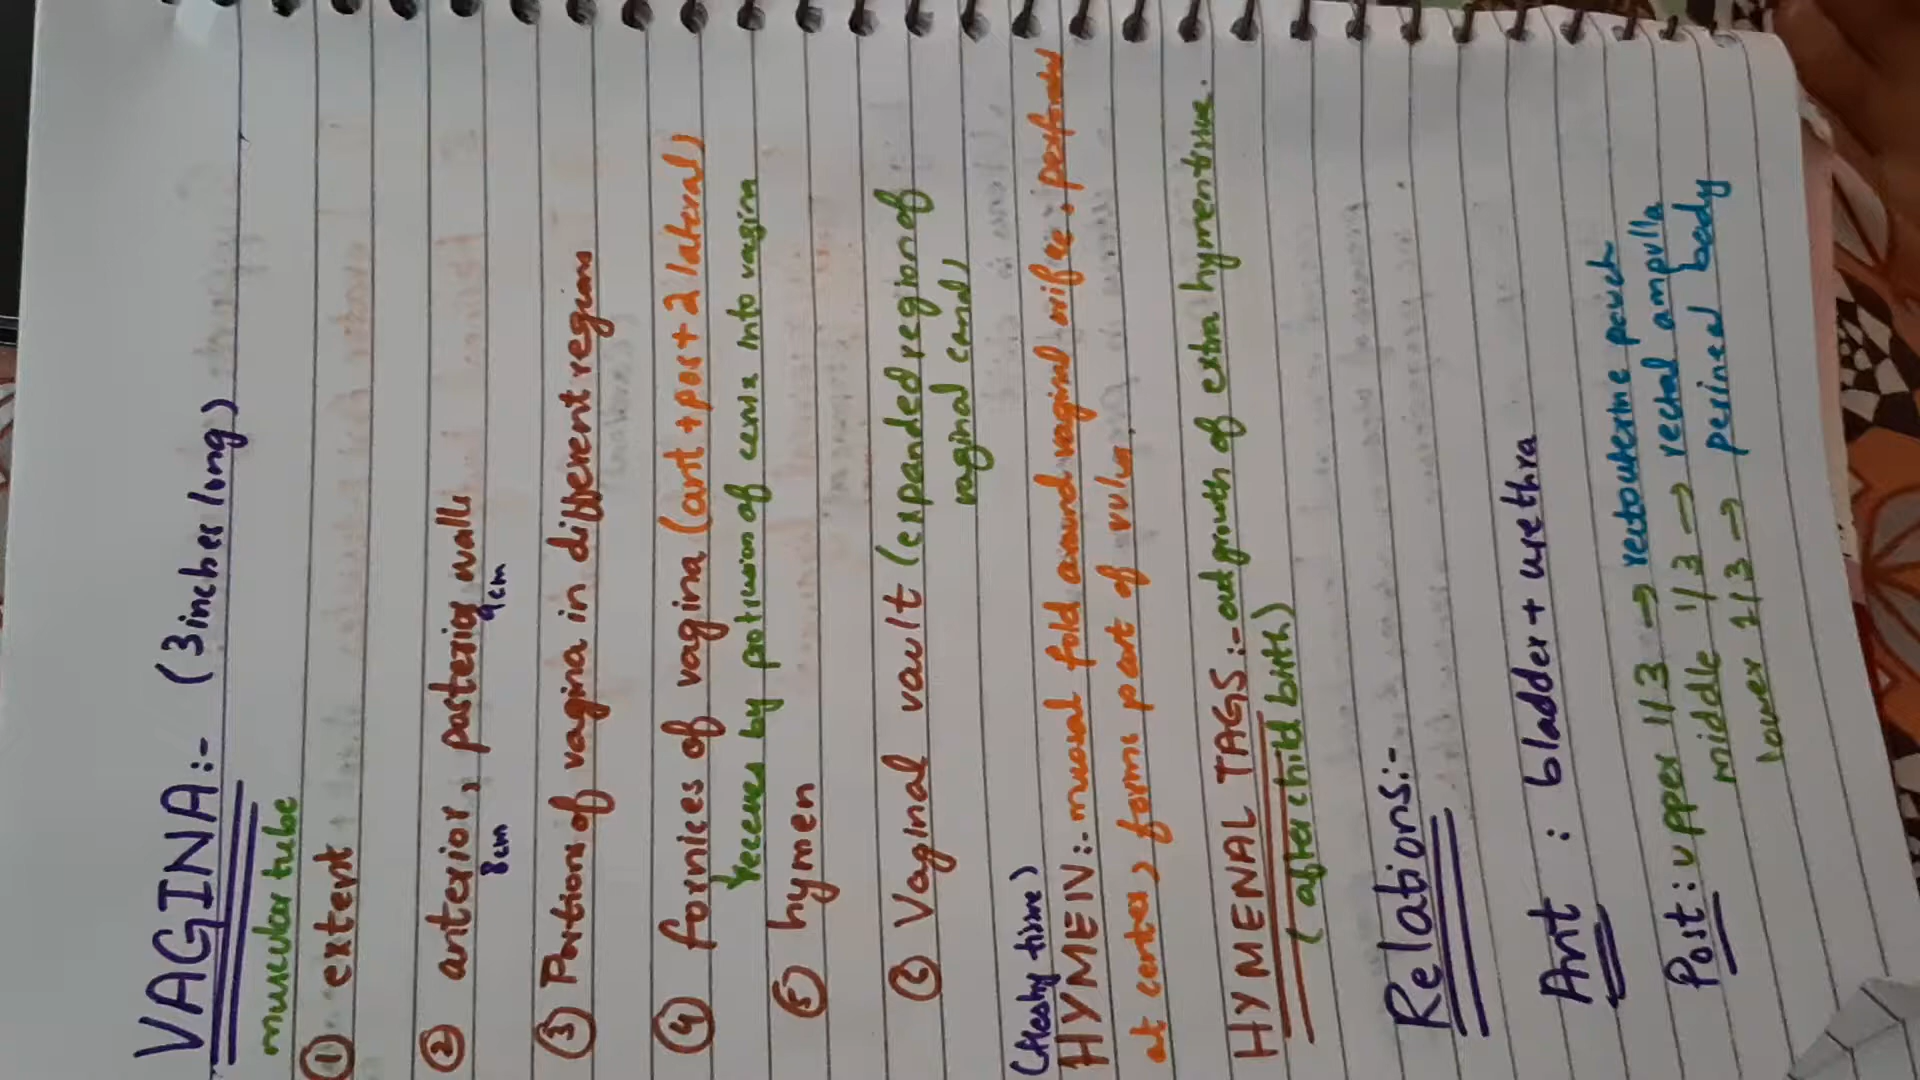 VAGINA:- (3 inches long)
muscular tube
① extent
② anterior, posterior walls
8cm 9cm
③ Portions of vagina in different regions
④ fornices of vagina (ant + pos + 2 lateral)
recess by protrusion of cervix into vagina
⑤ hymen
⑥ Vaginal vault (expanded region of
vaginal canal)
(fleshy tissue)
HYMEN:- mucosal fold around vaginal orifice, perforated
at center, forms part of vulva.
HYMENAL TAGS:- outgrowth of extra hymen tissue.
(after child birth)
Relations:-
Ant : bladder + urethra
Post: upper 1/3 → rectouterine pouch
middle 1/3 → rectal ampulla
lower 1/3 → perineal body